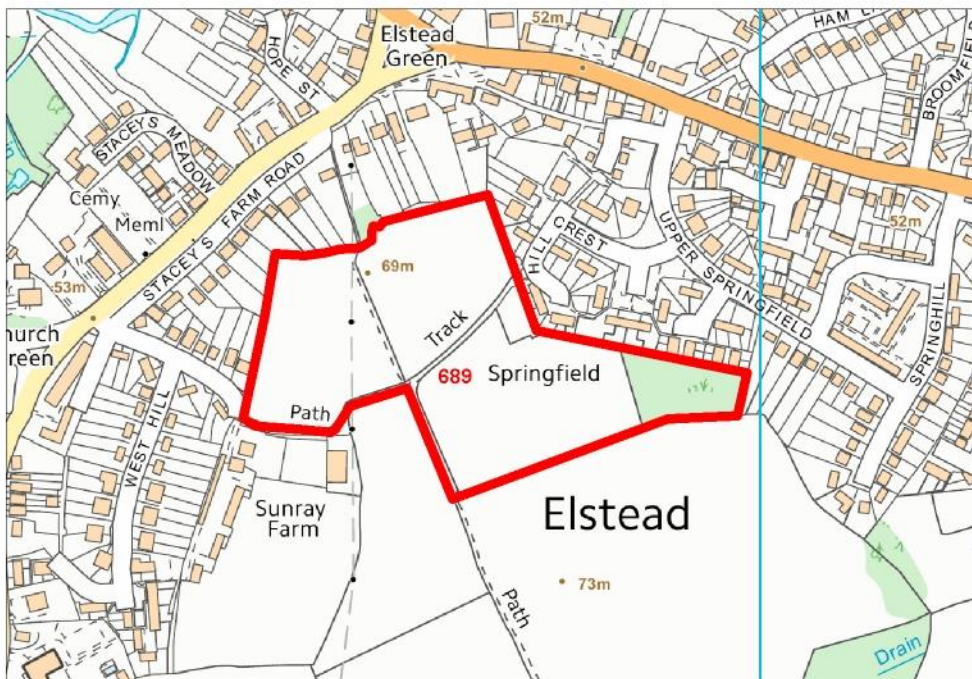 52m
HAM L
Elstead
Green
HOPE ST
BROOMFIELD
STACEY'S
MEADOW
STACEY'S FARM ROAD
Cemy
Meml
52m
HILL
CREST
UPPER SPRINGFIELD
69m
53m
SPRINGHILL
hurch
reen
Track
689
Springfield
Path
WEST HILL
Sunray
Farm
Elstead
73m
Path
Drain